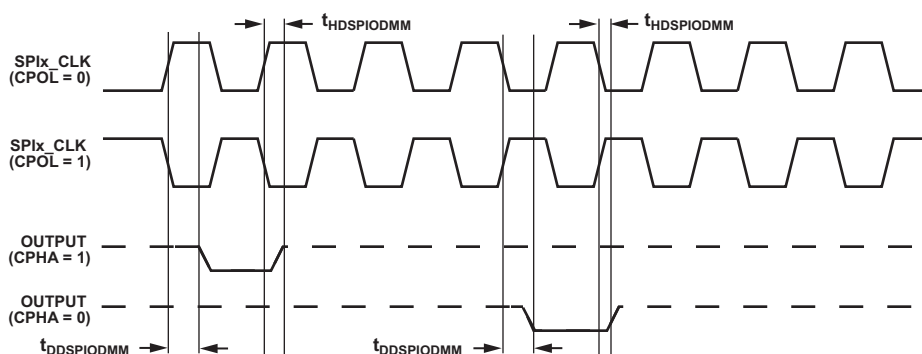 tHDSPIODMM
tHDSPIODMM
SPIx_CLK
(CPOL = 0)
SPIx_CLK
(CPOL = 1)
OUTPUT
(CPHA = 1)
OUTPUT
(CPHA = 0)
tDDSPIODMM
tDDSPIODMM